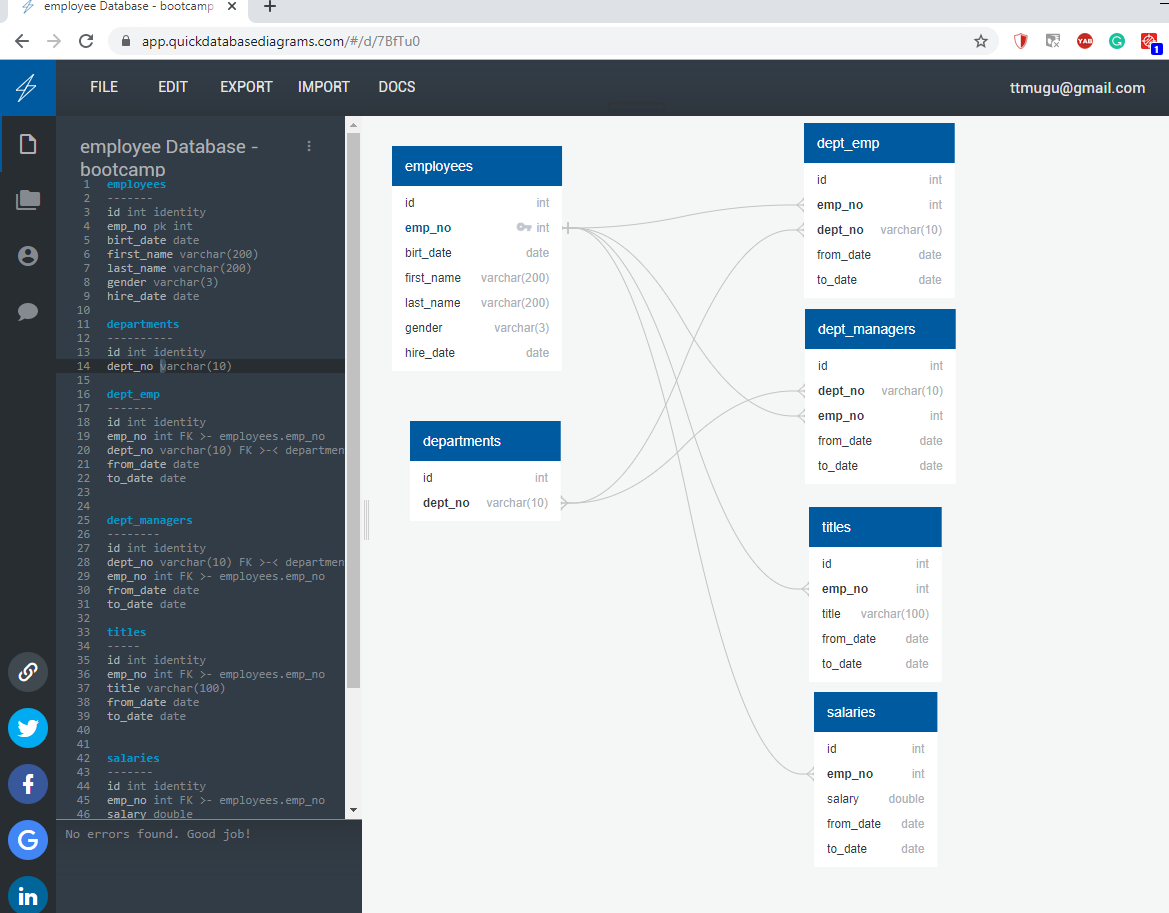 employee Database - bootcamp
app.quickdatabasediagrams.com/#/d/7BfTu0
YAB
G
1
FILE EDIT EXPORT IMPORT DOCS
ttmugu@gmail.com
employee Database -
bootcamp
1 employees
2 -------
3 id int identity
4 emp_no pk int
5 birt_date date
6 first_name varchar(200)
7 last_name varchar(200)
8 gender varchar(3)
9 hire_date date
10
11 departments
12 ----------
13 id int identity
14 dept_no varchar(10)
15
16 dept_emp
17 -------
18 id int identity
19 emp_no int FK >- employees.emp_no
20 dept_no varchar(10) FK >-< departmen
21 from_date date
22 to_date date
23
24
25 dept_managers
26 --------
27 id int identity
28 dept_no varchar(10) FK >-< departmen
29 emp_no int FK >- employees.emp_no
30 from_date date
31 to_date date
32
33 titles
34 -----
35 id int identity
36 emp_no int FK >- employees.emp_no
37 title varchar(100)
38 from_date date
39 to_date date
40
41
42 salaries
43 -------
44 id int identity
45 emp_no int FK >- employees.emp_no
46 salary double
No errors found. Good job!
f
G
in
employees
id int
emp_no int
birt_date date
first_name varchar(200)
last_name varchar(200)
gender varchar(3)
hire_date date
departments
id int
dept_no varchar(10)
dept_emp
id int
emp_no int
dept_no varchar(10)
from_date date
to_date date
dept_managers
id int
dept_no varchar(10)
emp_no int
from_date date
to_date date
titles
id int
emp_no int
title varchar(100)
from_date date
to_date date
salaries
id int
emp_no int
salary double
from_date date
to_date date